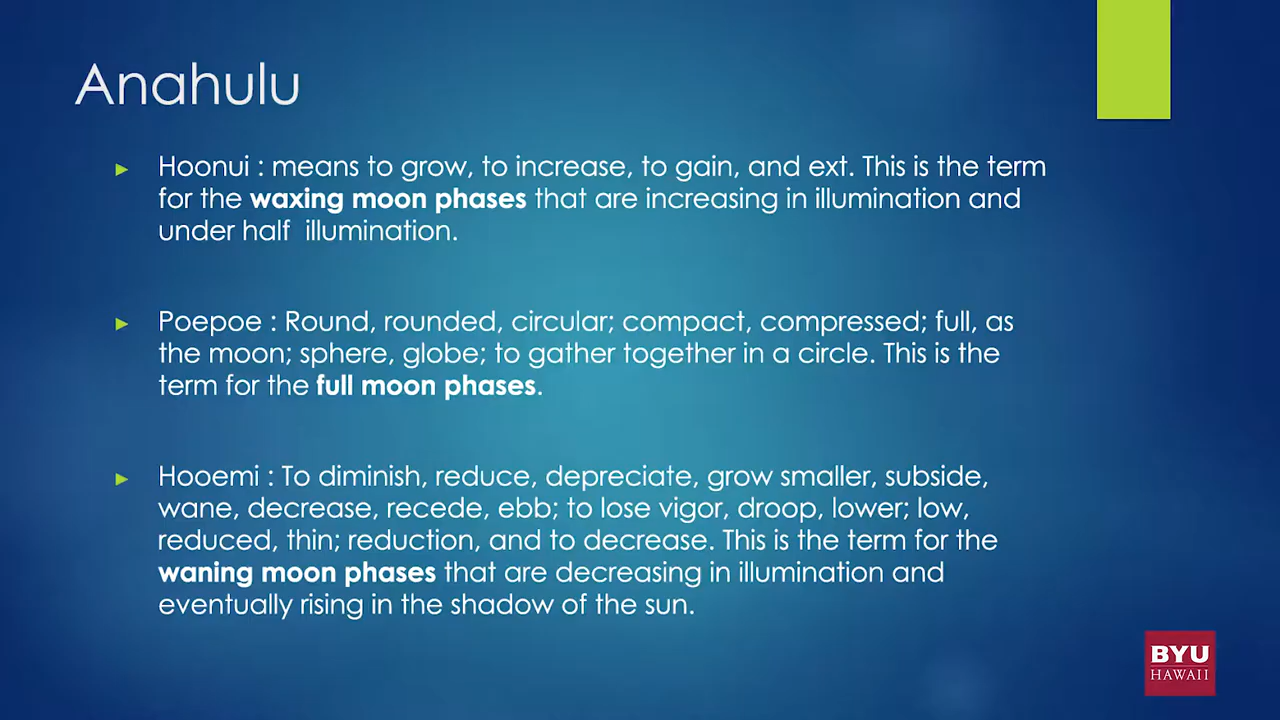 Anahulu
Hoonui : means to grow, to increase, to gain, and ext. This is the term
for the waxing moon phases that are increasing in illumination and
under half illumination.
Poepoe : Round, rounded, circular; compact, compressed; full, as
the moon; sphere, globe; to gather together in a circle. This is the
term for the full moon phases.
Hooemi : To diminish, reduce, depreciate, grow smaller, subside,
wane, decrease, recede, ebb; to lose vigor, droop, lower; low,
reduced, thin; reduction, and to decrease. This is the term for the
waning moon phases that are decreasing in illumination and
eventually rising in the shadow of the sun.
BYU
HAWAII